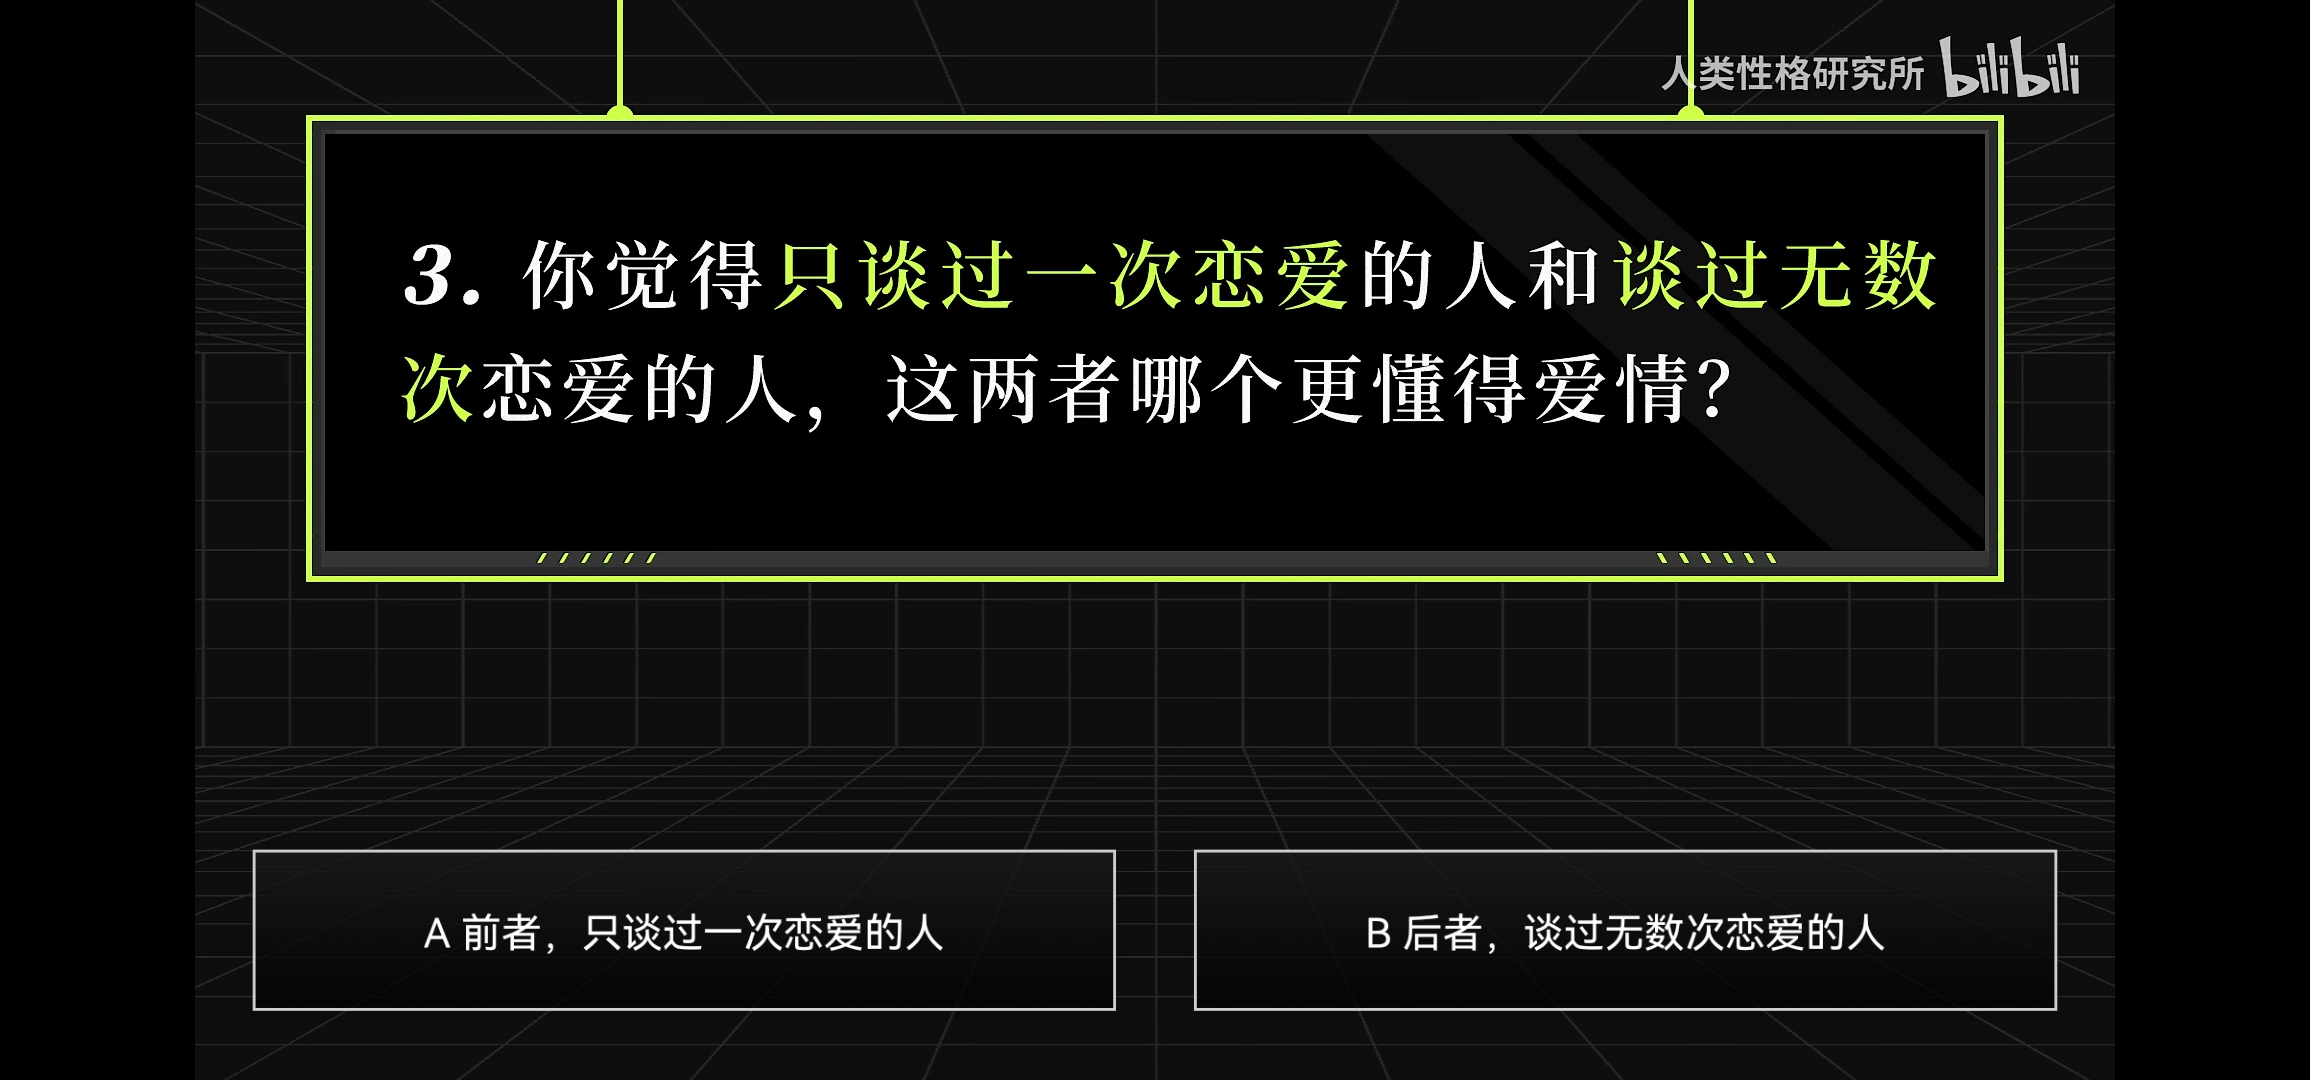 人类性格研究所 bilibili
3. 你觉得只谈过一次恋爱的人和谈过无数
次恋爱的人，这两者哪个更懂得爱情？
A 前者，只谈过一次恋爱的人
B 后者，谈过无数次恋爱的人